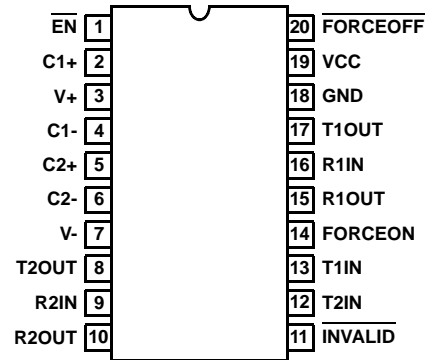 EN 1 20 FORCEOFF
C1+ 2 19 VCC
V+ 3 18 GND
C1- 4 17 T1OUT
C2+ 5 16 R1IN
C2- 6 15 R1OUT
V- 7 14 FORCEON
T2OUT 8 13 T1IN
R2IN 9 12 T2IN
R2OUT 10 11 INVALID